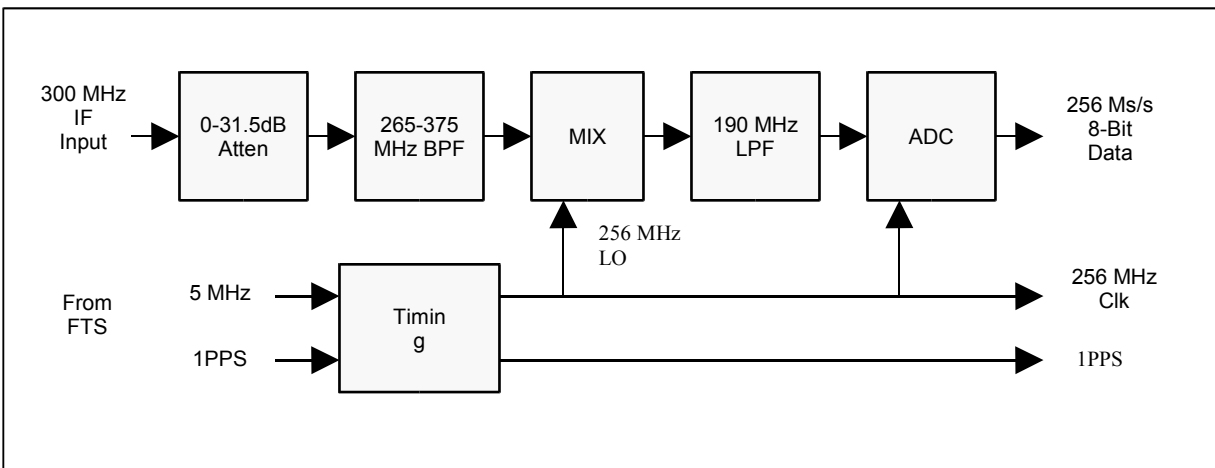 300 MHz
IF
Input
0-31.5dB
Atten
265-375
MHz BPF
MIX
190 MHz
LPF
ADC
256 Ms/s
8-Bit
Data
256 MHz
LO
From
FTS
5 MHz
1PPS
Timin
g
256 MHz
Clk
1PPS